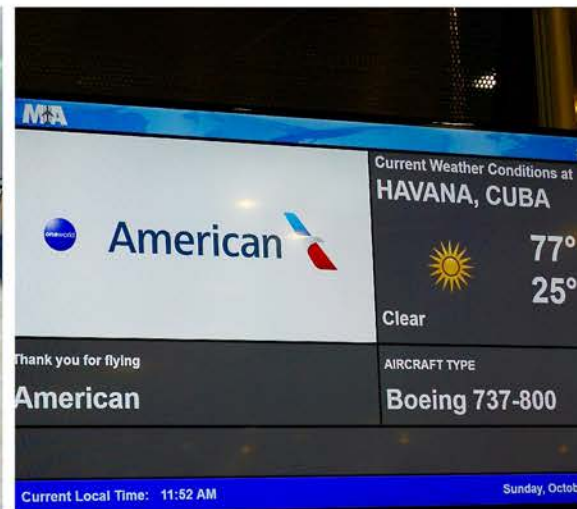 MIA
Current Weather Conditions at
HAVANA, CUBA
oneworld
American
77°
25°
Clear
Thank you for flying
American
AIRCRAFT TYPE
Boeing 737-800
Current Local Time: 11:52 AM
Sunday, Octob